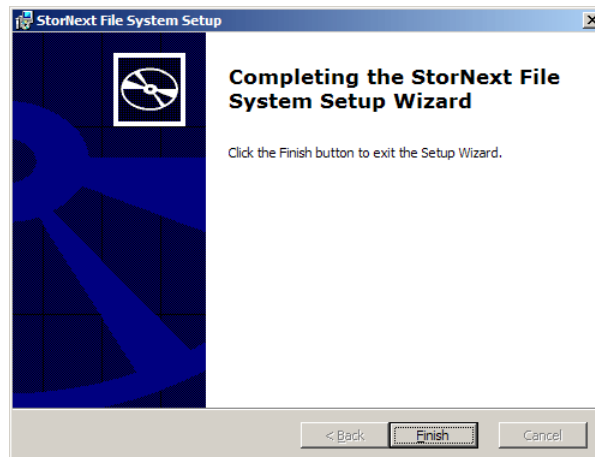 StorNext File System Setup
Completing the StorNext File
System Setup Wizard
Click the Finish button to exit the Setup Wizard.
< Back Finish Cancel